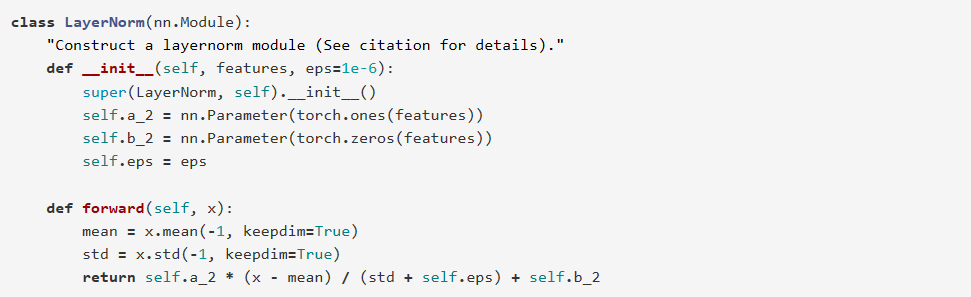 class LayerNorm(nn.Module):
    "Construct a layernorm module (See citation for details)."
    def __init__(self, features, eps=1e-6):
        super(LayerNorm, self).__init__()
        self.a_2 = nn.Parameter(torch.ones(features))
        self.b_2 = nn.Parameter(torch.zeros(features))
        self.eps = eps

    def forward(self, x):
        mean = x.mean(-1, keepdim=True)
        std = x.std(-1, keepdim=True)
        return self.a_2 * (x - mean) / (std + self.eps) + self.b_2